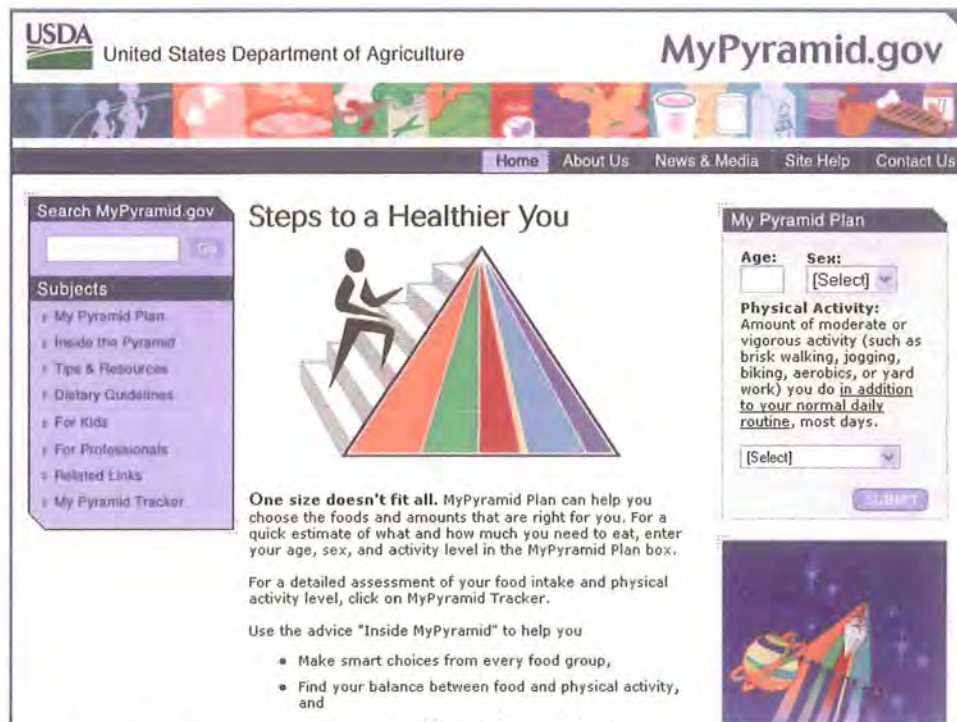 USDA
United States Department of Agriculture
MyPyramid.gov
Home About Us News & Media Site Help Contact Us
Search MyPyramid.gov
Go
Subjects
My Pyramid Plan
Inside the Pyramid
Tips & Resources
Dietary Guidelines
For Kids
For Professionals
Related Links
My Pyramid Tracker
Steps to a Healthier You
One size doesn't fit all. MyPyramid Plan can help you
choose the foods and amounts that are right for you. For a
quick estimate of what and how much you need to eat, enter
your age, sex, and activity level in the MyPyramid Plan box.
For a detailed assessment of your food intake and physical
activity level, click on MyPyramid Tracker.
Use the advice "Inside MyPyramid" to help you
• Make smart choices from every food group,
• Find your balance between food and physical activity,
and
My Pyramid Plan
Age: Sex:
[Select]
Physical Activity:
Amount of moderate or
vigorous activity (such as
brisk walking, jogging,
biking, aerobics, or yard
work) you do in addition
to your normal daily
routine, most days.
[Select]
SUBMIT